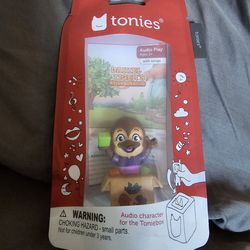 tonies®
Audio Play
with songs
WARNING:
CHOKING HAZARD - small parts.
Not for children under 3 years.
Audio character
for the Toniebox